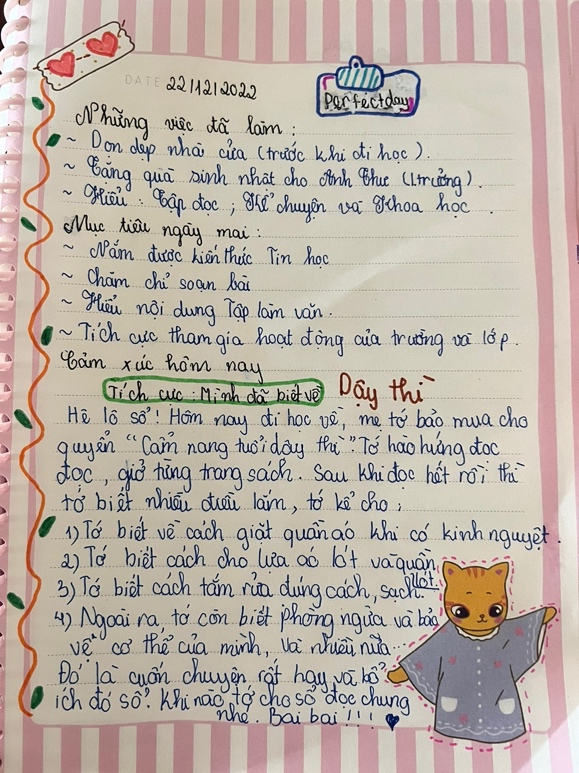 DATE 22/12/2022
Perfectday
Những việc đã làm :
~ Dọn dẹp nhà cửa (trước khi đi học).
~ Tặng quà sinh nhật cho Anh Thư (Ltrưởng).
~ Hiểu : Tập đọc ; Kể chuyện và Khoa học.
Mục tiêu ngày mai :
~ Nắm được kiến thức Tin học
~ Chăm chỉ soạn bài
~ Hiểu nội dung Tập làm văn.
~ Tích cực tham gia hoạt động của trường và lớp.
Cảm xúc hôm nay
Tích cực : Mình đã biết về Dậy thì
Hê lô sổ! Hôm nay đi học về, mẹ tớ bảo mua cho
quyển "Cẩm nang tuổi dậy thì". Tớ hào hứng đọc
đọc, giở từng trang sách. Sau khi đọc hết rồi thì
tớ biết nhiều điều lắm, tớ kể cho :
1) Tớ biết về cách giặt quần áo khi có kinh nguyệt.
2) Tớ biết cách cho lựa áo lót và quần
lót.
3) Tớ biết cách tắm rửa đúng cách, sạch
4) Ngoài ra, tớ còn biết phòng ngừa và bảo
vệ cơ thể của mình, và nhiều nữa...
Đó là cuốn chuyện rất hay và bổ
ích đó sổ. Khi nào tớ cho sổ đọc chung
nhé. Bai bai !!!